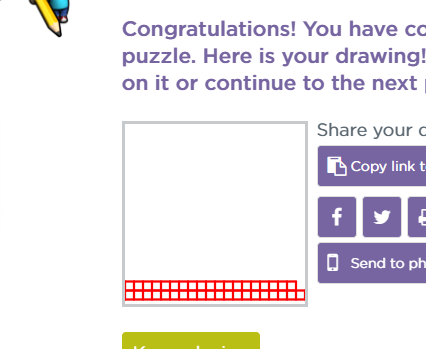 Congratulations! You have co
puzzle. Here is your drawing!
on it or continue to the next
Share your
Copy link
Send to ph